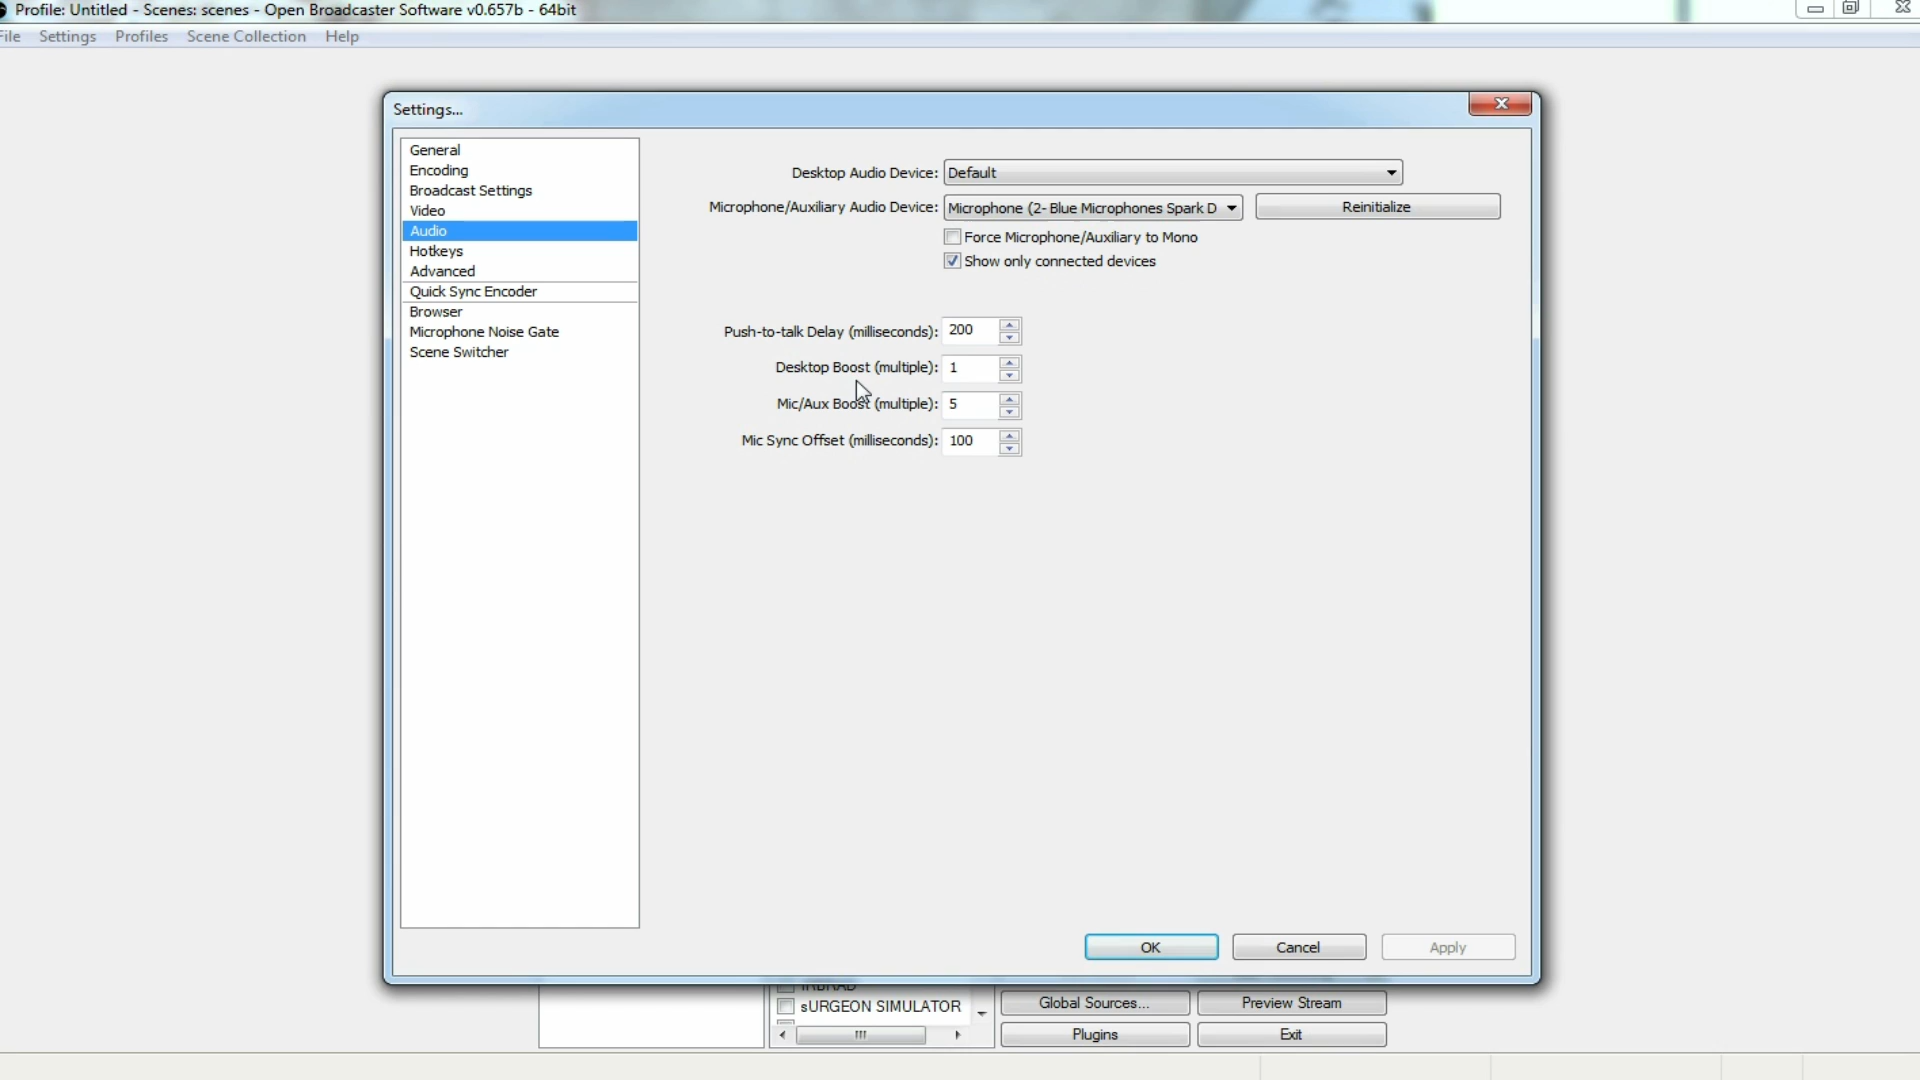 Profile: Untitled - Scenes: scenes - Open Broadcaster Software v0.657b - 64bit
File Settings Profiles Scene Collection Help
Settings...
General
Encoding
Broadcast Settings
Video
Audio
Hotkeys
Advanced
Quick Sync Encoder
Browser
Microphone Noise Gate
Scene Switcher
Desktop Audio Device: Default
Microphone/Auxiliary Audio Device: Microphone (2- Blue Microphones Spark D Reinitialize
Force Microphone/Auxiliary to Mono
Show only connected devices
Push-to-talk Delay (milliseconds): 200
Desktop Boost (multiple): 1
Mic/Aux Boost (multiple): 5
Mic Sync Offset (milliseconds): 100
OK Cancel Apply
sURGEON SIMULATOR Global Sources... Preview Stream
Plugins Exit